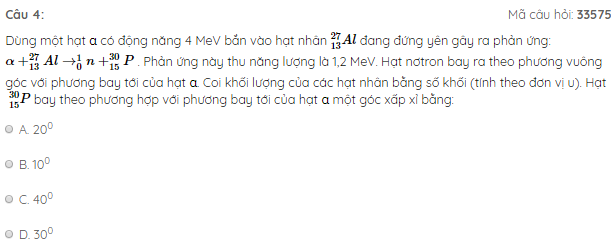 Câu 4: Mã câu hỏi: 33575
Dùng một hạt α có động năng 4 MeV bắn vào hạt nhân ²⁷₁₃Al đang đứng yên gây ra phản ứng:
α +²⁷₁₃Al →¹₀n +³⁰₁₅P . Phản ứng này thu năng lượng là 1,2 MeV. Hạt nơtron bay ra theo phương vuông
góc với phương bay tới của hạt α. Coi khối lượng của các hạt nhân bằng số khối (tính theo đơn vị u). Hạt
³⁰₁₅P bay theo phương hợp với phương bay tới của hạt α một góc xấp xỉ bằng:
A. 20⁰
B. 10⁰
C. 40⁰
D. 30⁰